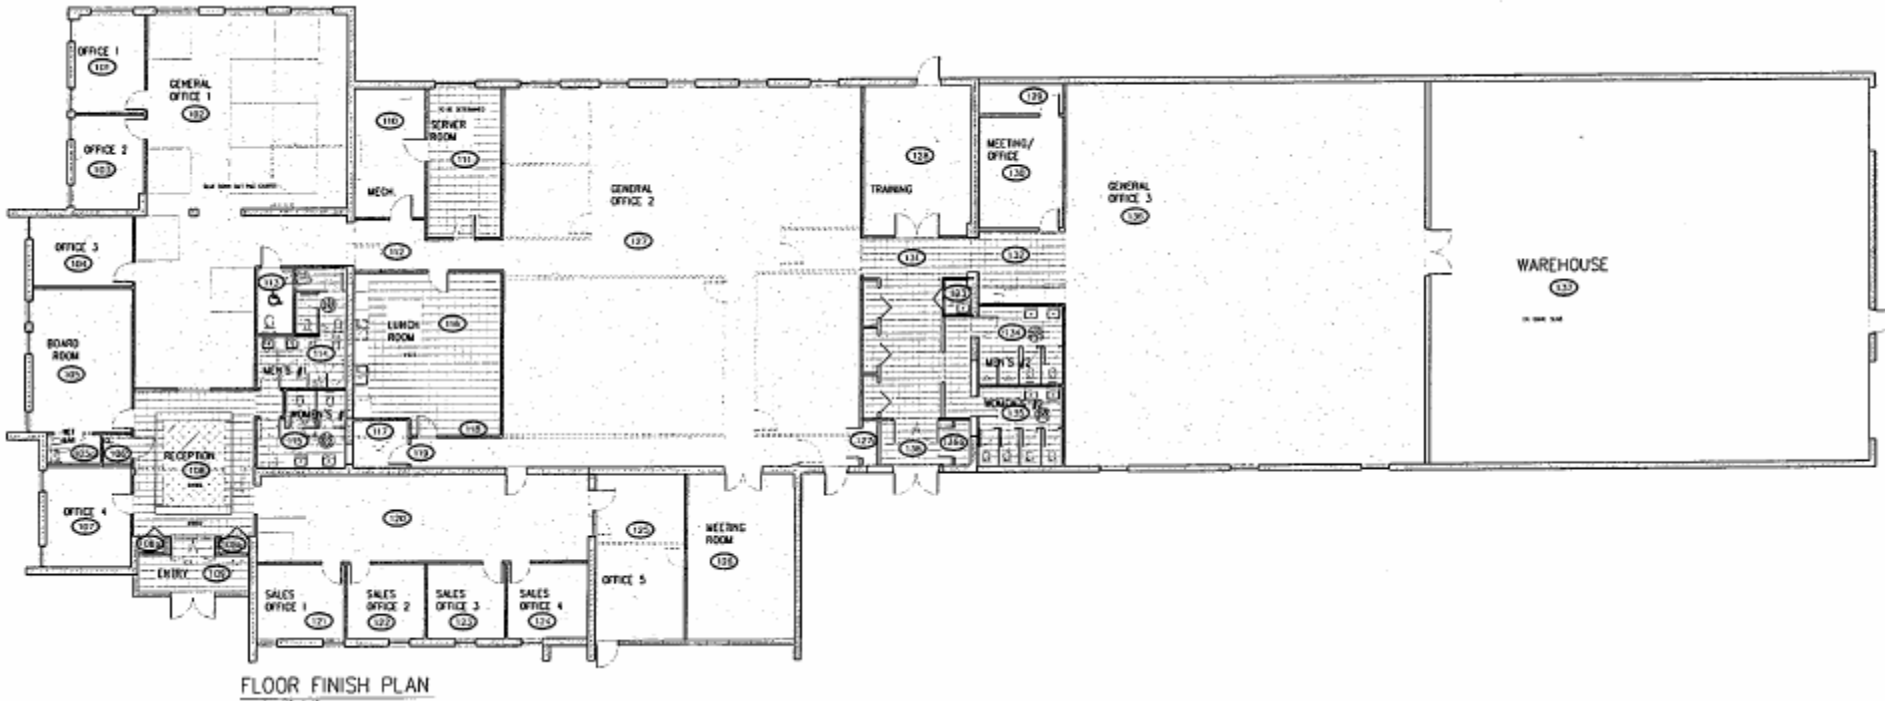 OFFICE 1
101
GENERAL
OFFICE 1
102
OFFICE 2
103
OFFICE 3
104
BOARD
ROOM
105
OFFICE 4
107
RECEPTION
108
ENTRY
109
110
MECH.
SERVER
ROOM
111
112
113
114
MEN'S #1
WOMEN'S #1
115
LUNCH
ROOM
116
117
118
119
120
SALES
OFFICE 1
121
SALES
OFFICE 2
122
SALES
OFFICE 3
123
SALES
OFFICE 4
124
125
OFFICE 5
MEETING
ROOM
GENERAL
OFFICE 2
127
128
TRAINING
129
MEETING/
OFFICE
130
131
132
134
MEN'S #2
135
GENERAL
OFFICE 3
WAREHOUSE
137
FLOOR FINISH PLAN